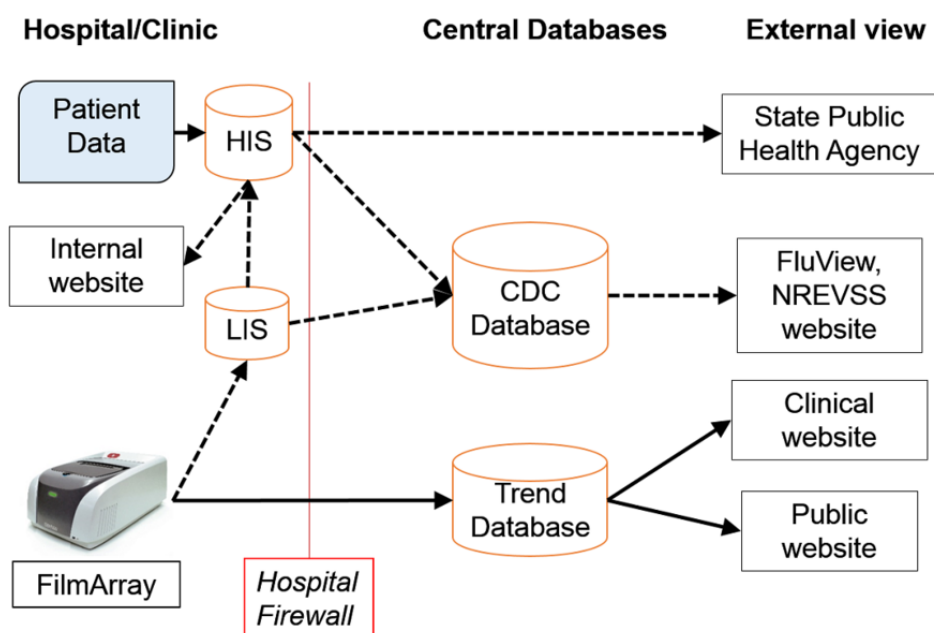 Hospital/Clinic
Central Databases
External view
Patient
Data
HIS
State Public
Health Agency
Internal
website
LIS
CDC
Database
FluView,
NREVSS
website
Clinical
website
Trend
Database
Public
website
FilmArray
Hospital
Firewall